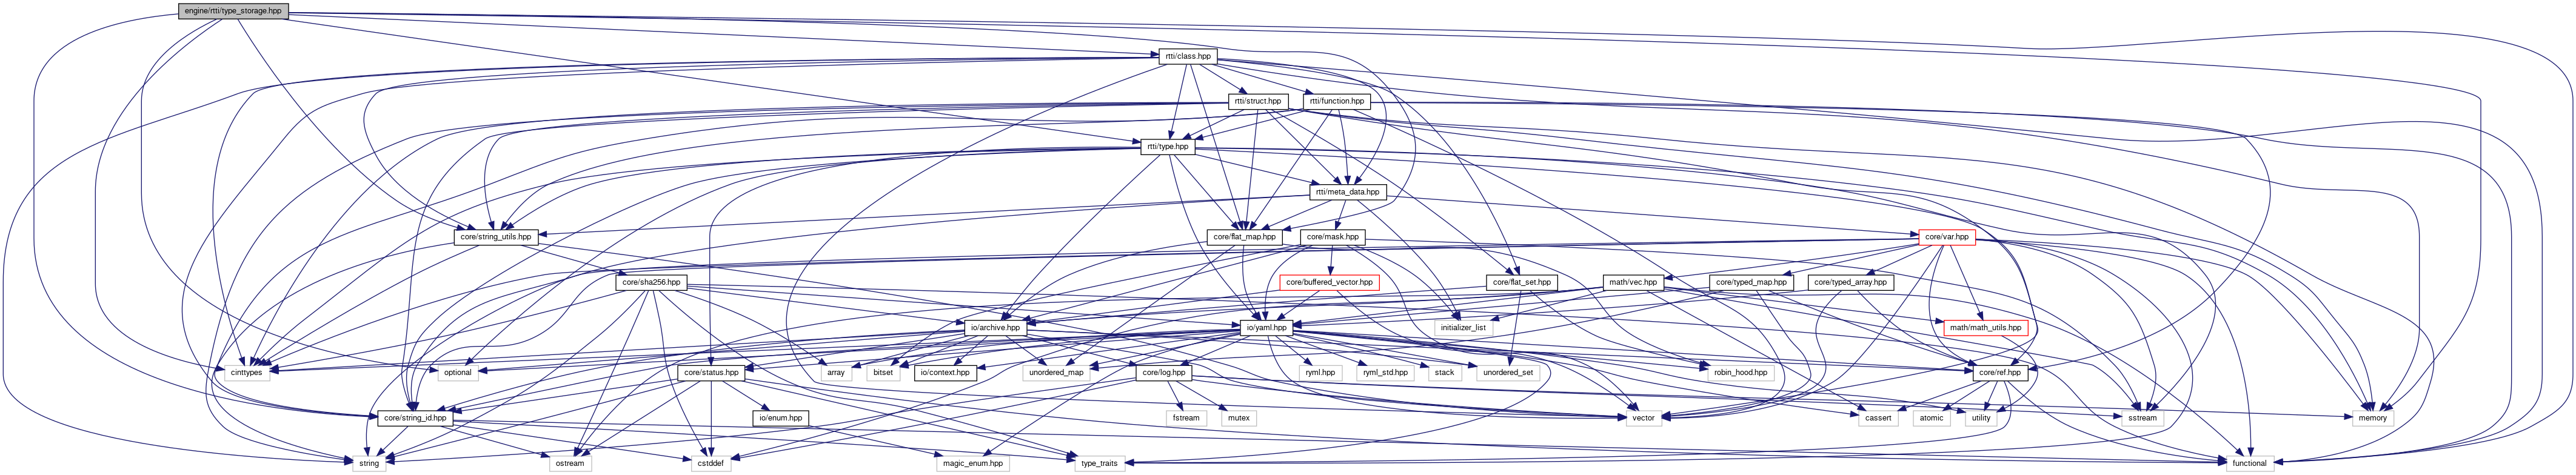 engine/rtti/type_storage.hpp
rtti/class.hpp
rtti/struct.hpp
rtti/function.hpp
rtti/type.hpp
rtti/meta_data.hpp
core/string_utils.hpp
core/flat_map.hpp
core/mask.hpp
core/var.hpp
core/sha256.hpp
core/buffered_vector.hpp
core/flat_set.hpp
math/vec.hpp
core/typed_map.hpp
core/typed_array.hpp
io/archive.hpp
io/yaml.hpp
initializer_list
math/math_utils.hpp
cinttypes
optional
core/status.hpp
array
bitset
io/context.hpp
unordered_map
core/log.hpp
ryml.hpp
ryml_std.hpp
stack
unordered_set
robin_hood.hpp
core/ref.hpp
core/string_id.hpp
io/enum.hpp
fstream
mutex
vector
cassert
atomic
utility
sstream
memory
string
ostream
cstddef
magic_enum.hpp
type_traits
functional